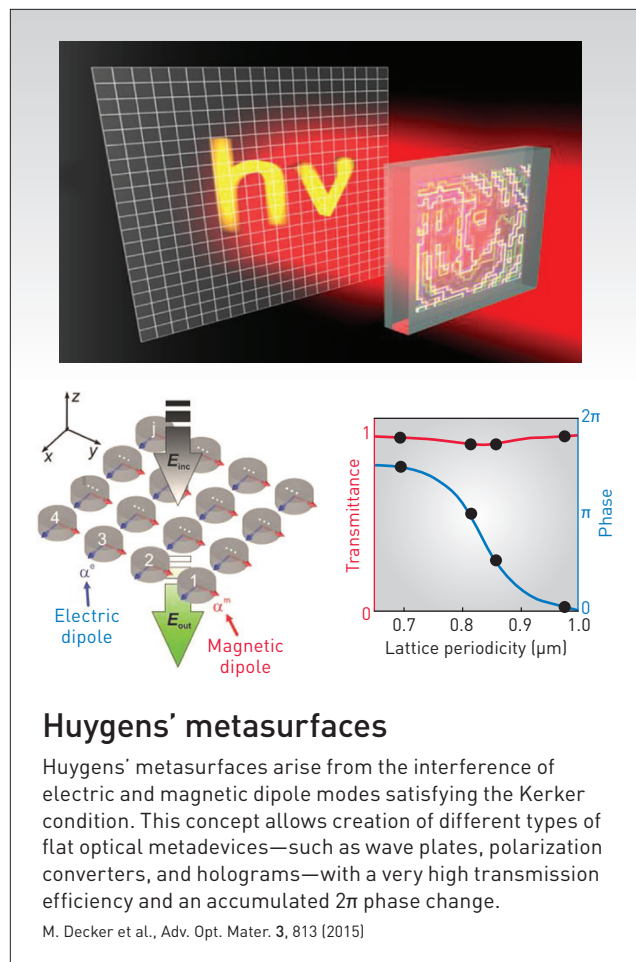 hν
z
x
y
j
E inc
...
...
...
...
...
...
...
...
...
4
3
2
1
αᵉ
αᵐ
E out
Electric
dipole
Magnetic
dipole
1
0
Transmittance
2π
π
0
Phase
0.7 0.8 0.9 1.0
Lattice periodicity (µm)
Huygens’ metasurfaces
Huygens’ metasurfaces arise from the interference of
electric and magnetic dipole modes satisfying the Kerker
condition. This concept allows creation of different types of
flat optical metadevices—such as wave plates, polarization
converters, and holograms—with a very high transmission
efficiency and an accumulated 2π phase change.
M. Decker et al., Adv. Opt. Mater. 3, 813 (2015)